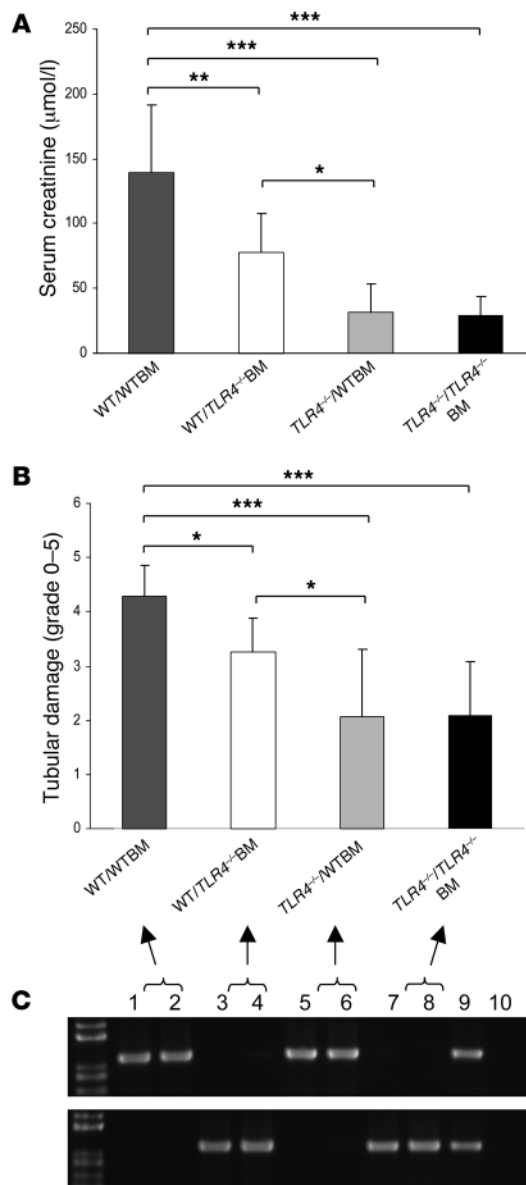 A
***
***
**
*
Serum creatinine (μmol/l)
250
200
150
100
50
0
WT/WTBM
WT/TLR4⁻/⁻BM
TLR4⁻/⁻/WTBM
TLR4⁻/⁻/TLR4⁻/⁻
BM
B
***
***
*
*
Tubular damage (grade 0–5)
6
5
4
3
2
1
0
WT/WTBM
WT/TLR4⁻/⁻BM
TLR4⁻/⁻/WTBM
TLR4⁻/⁻/TLR4⁻/⁻
BM
C
1 2 3 4 5 6 7 8 9 10